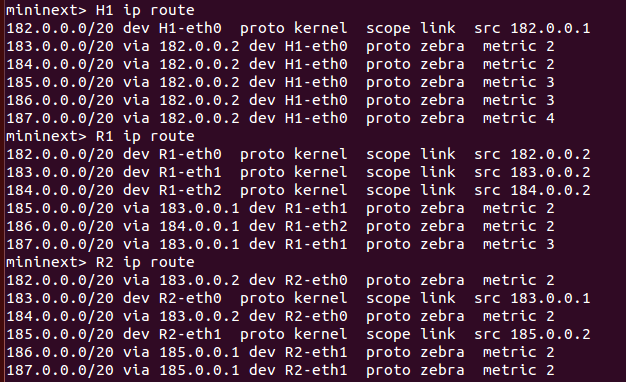 mininext> H1 ip route
182.0.0.0/20 dev H1-eth0  proto kernel  scope link  src 182.0.0.1
183.0.0.0/20 via 182.0.0.2 dev H1-eth0  proto zebra  metric 2
184.0.0.0/20 via 182.0.0.2 dev H1-eth0  proto zebra  metric 2
185.0.0.0/20 via 182.0.0.2 dev H1-eth0  proto zebra  metric 3
186.0.0.0/20 via 182.0.0.2 dev H1-eth0  proto zebra  metric 3
187.0.0.0/20 via 182.0.0.2 dev H1-eth0  proto zebra  metric 4
mininext> R1 ip route
182.0.0.0/20 dev R1-eth0  proto kernel  scope link  src 182.0.0.2
183.0.0.0/20 dev R1-eth1  proto kernel  scope link  src 183.0.0.2
184.0.0.0/20 dev R1-eth2  proto kernel  scope link  src 184.0.0.2
185.0.0.0/20 via 183.0.0.1 dev R1-eth1  proto zebra  metric 2
186.0.0.0/20 via 184.0.0.1 dev R1-eth2  proto zebra  metric 2
187.0.0.0/20 via 183.0.0.1 dev R1-eth1  proto zebra  metric 3
mininext> R2 ip route
182.0.0.0/20 via 183.0.0.2 dev R2-eth0  proto zebra  metric 2
183.0.0.0/20 dev R2-eth0  proto kernel  scope link  src 183.0.0.1
184.0.0.0/20 via 183.0.0.2 dev R2-eth0  proto zebra  metric 2
185.0.0.0/20 dev R2-eth1  proto kernel  scope link  src 185.0.0.2
186.0.0.0/20 via 185.0.0.1 dev R2-eth1  proto zebra  metric 2
187.0.0.0/20 via 185.0.0.1 dev R2-eth1  proto zebra  metric 2